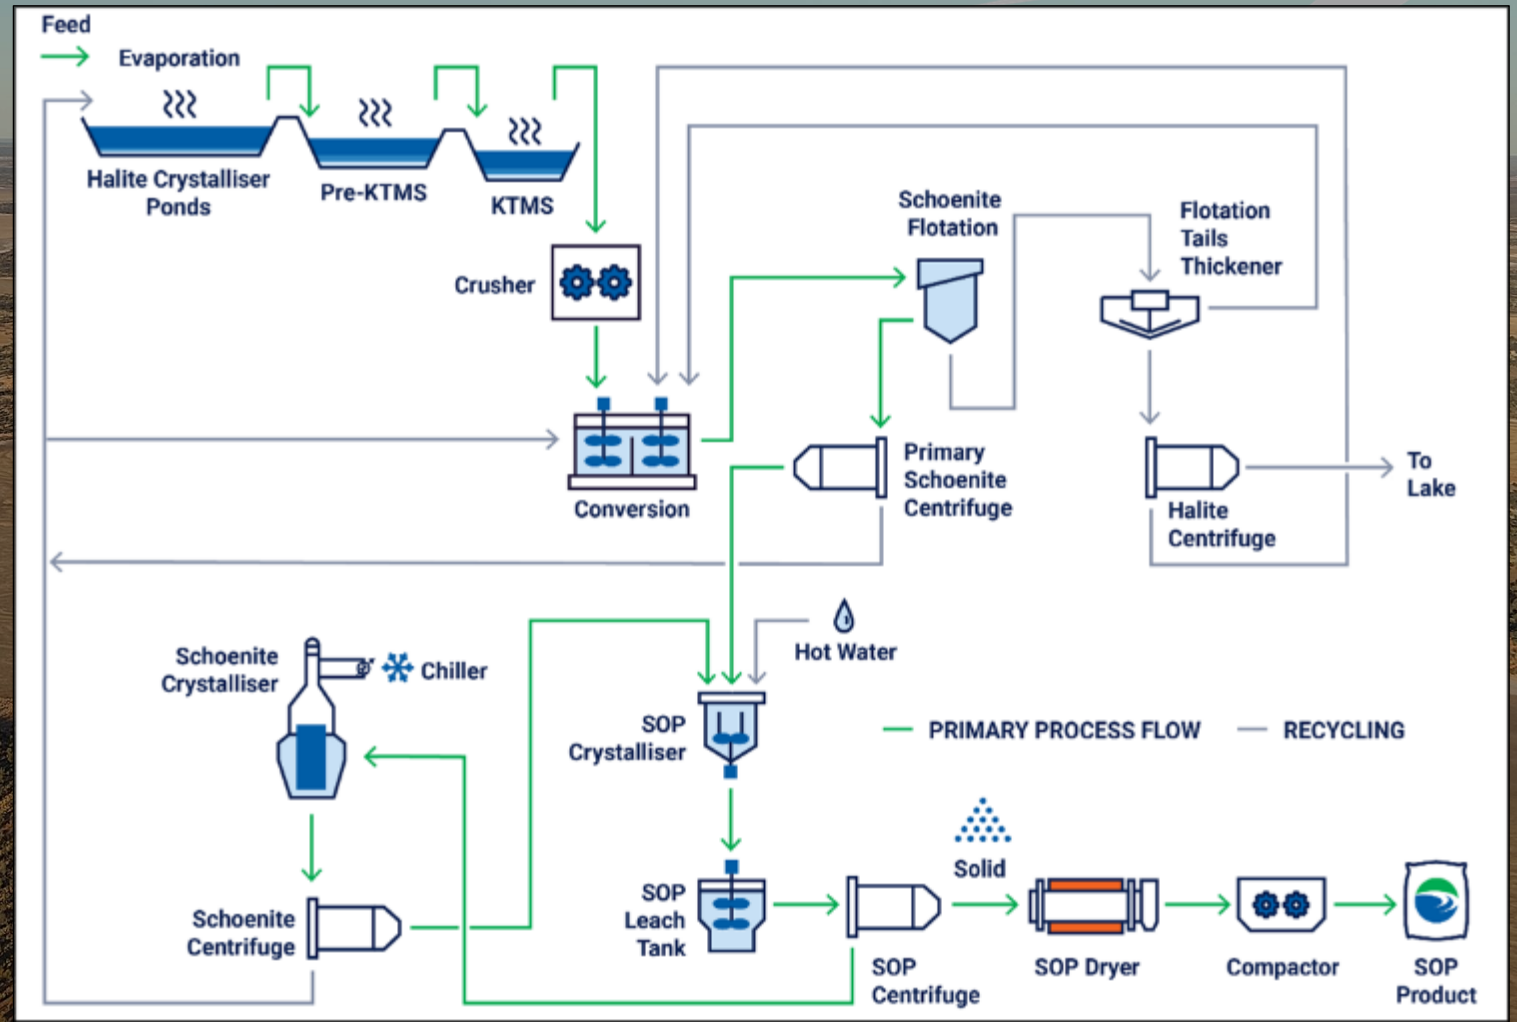 Feed
Evaporation
Halite Crystalliser
Ponds
Pre-KTMS
KTMS
Crusher
Conversion
Schoenite
Flotation
Flotation
Tails
Thickener
Primary
Schoenite
Centrifuge
Halite
Centrifuge
To
Lake
Hot Water
Schoenite
Crystalliser
Chiller
SOP
Crystalliser
PRIMARY PROCESS FLOW
RECYCLING
Schoenite
Centrifuge
SOP
Leach
Tank
SOP
Centrifuge
Solid
SOP Dryer
Compactor
SOP
Product